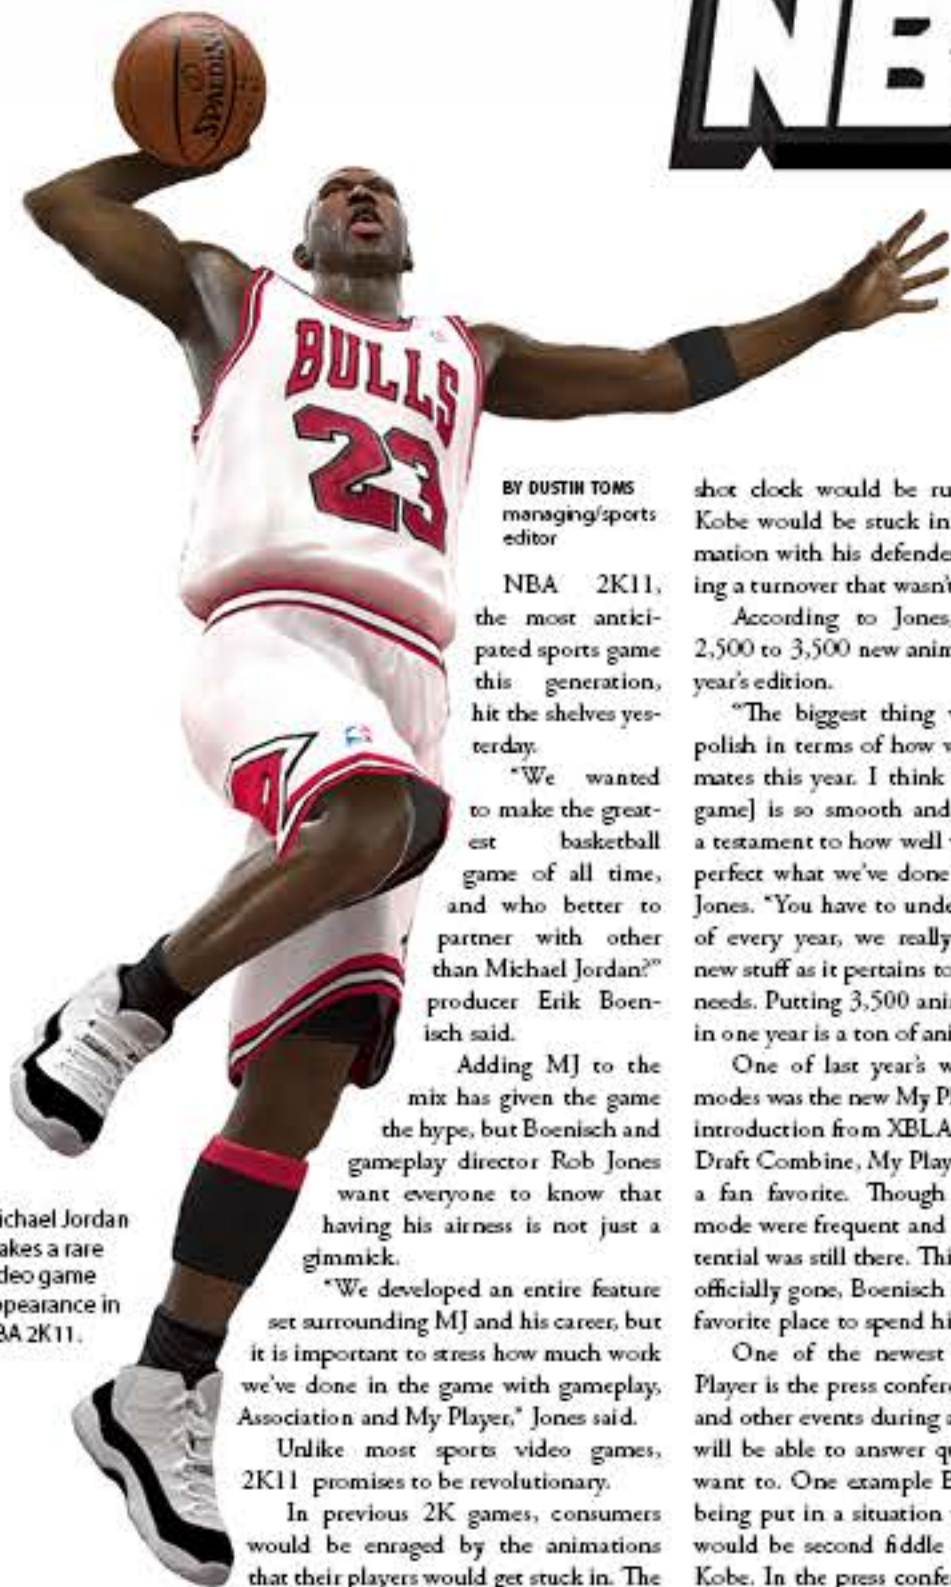 NB
SPALDING
BULLS
23
ichael Jordan
akes a rare
deo game
ppearance in
BA 2K11.
BY DUSTIN TOMS
managing/sports
editor
NBA 2K11,
the most antici-
pated sports game
this generation,
hit the shelves yes-
terday.
"We wanted
to make the great-
est basketball
game of all time,
and who better to
partner with other
than Michael Jordan?"
producer Erik Boen-
isch said.
Adding MJ to the
mix has given the game
the hype, but Boenisch and
gameplay director Rob Jones
want everyone to know that
having his airness is not just a
gimmick.
"We developed an entire feature
set surrounding MJ and his career, but
it is important to stress how much work
we've done in the game with gameplay,
Association and My Player," Jones said.
Unlike most sports video games,
2K11 promises to be revolutionary.
In previous 2K games, consumers
would be enraged by the animations
that their players would get stuck in. The
shot clock would be ru
Kobe would be stuck in
mation with his defende
ing a turnover that wasn't
According to Jones,
2,500 to 3,500 new anim
year's edition.
"The biggest thing w
polish in terms of how w
mates this year. I think
game] is so smooth and
a testament to how well w
perfect what we've done
Jones. "You have to unde
of every year, we really
new stuff as it pertains to
needs. Putting 3,500 ani
in one year is a ton of ani
One of last year's w
modes was the new My P
introduction from XBLA
Draft Combine, My Play
a fan favorite. Though
mode were frequent and
tential was still there. Thi
officially gone, Boenisch
favorite place to spend hi
One of the newest
Player is the press confer
and other events during a
will be able to answer qu
want to. One example B
being put in a situation
would be second fiddle
Kobe. In the press confe